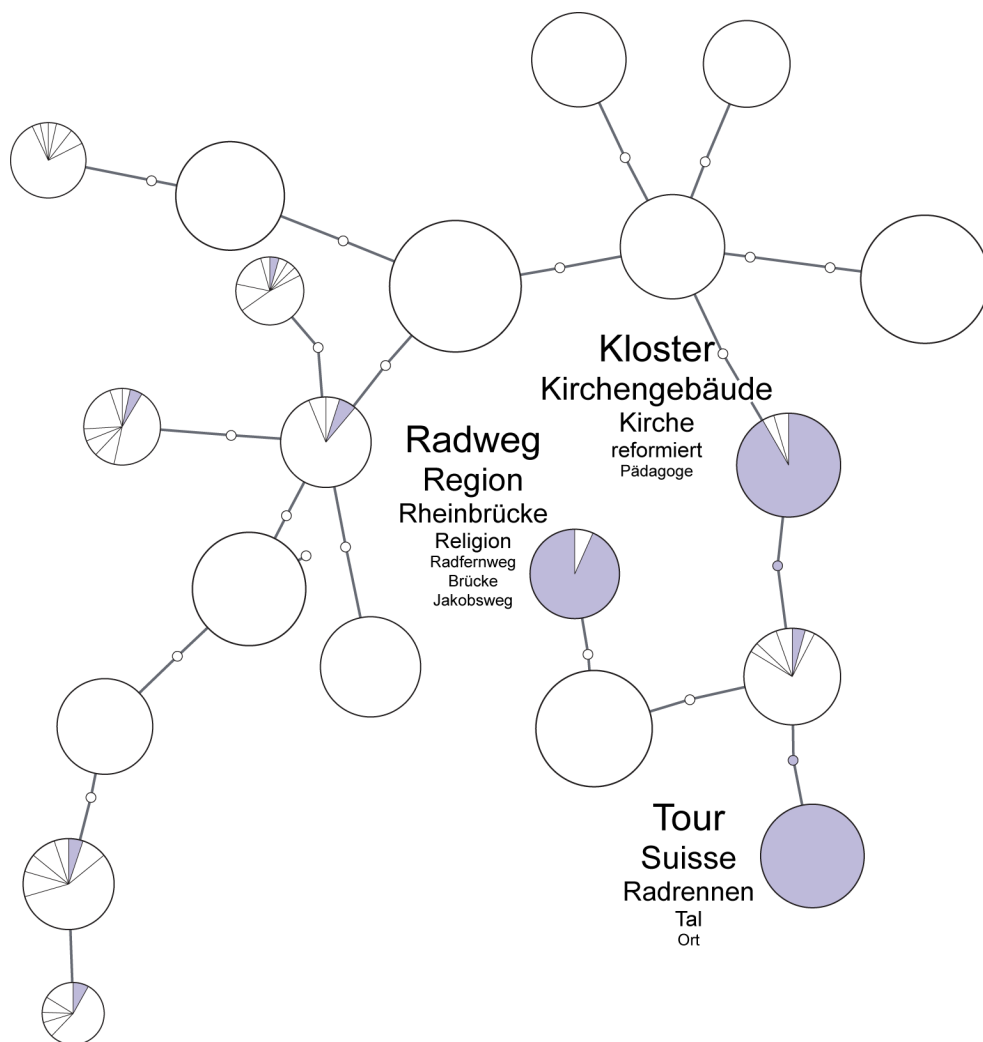 Kloster
Kirchengebäude
Kirche
reformiert
Pädagoge
Radweg
Region
Rheinbrücke
Religion
Radfernweg
Brücke
Jakobsweg
Tour
Suisse
Radrennen
Tal
Ort